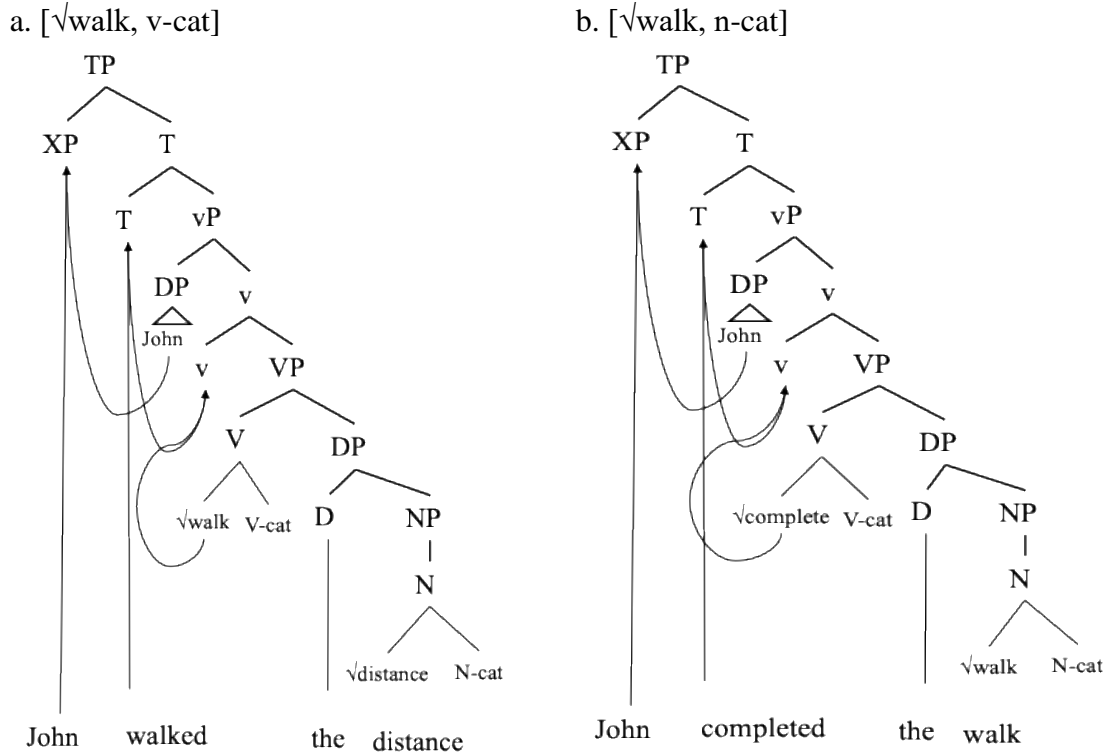 a. [√walk, v-cat] b. [√walk, n-cat]
TP TP
XP T XP T
T vP T vP
DP v DP v
John John
v VP v VP
V DP V DP
√walk V-cat D NP √complete V-cat D NP
N N
√distance N-cat √walk N-cat
John walked the distance John completed the walk